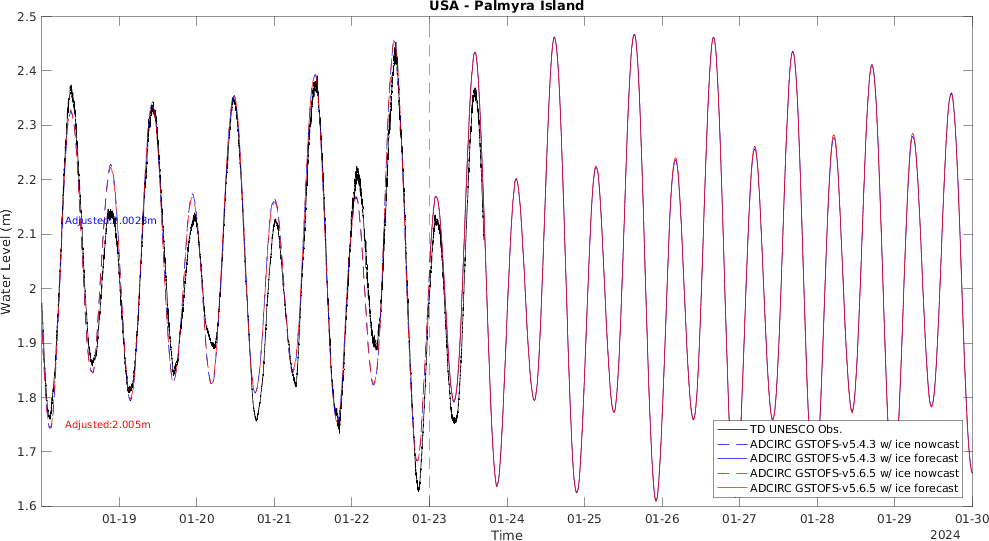 USA - Palmyra Island
2.5
2.4
2.3
2.2
2.1
2
1.9
1.8
1.7
1.6
Water Level (m)
Adjusted:2.0023m
Adjusted:2.005m
TD UNESCO Obs.
ADCIRC GSTOFS-v5.4.3 w/ ice nowcast
ADCIRC GSTOFS-v5.4.3 w/ ice forecast
ADCIRC GSTOFS-v5.6.5 w/ ice nowcast
ADCIRC GSTOFS-v5.6.5 w/ ice forecast
01-19 01-20 01-21 01-22 01-23 01-24 01-25 01-26 01-27 01-28 01-29 01-30
Time
2024